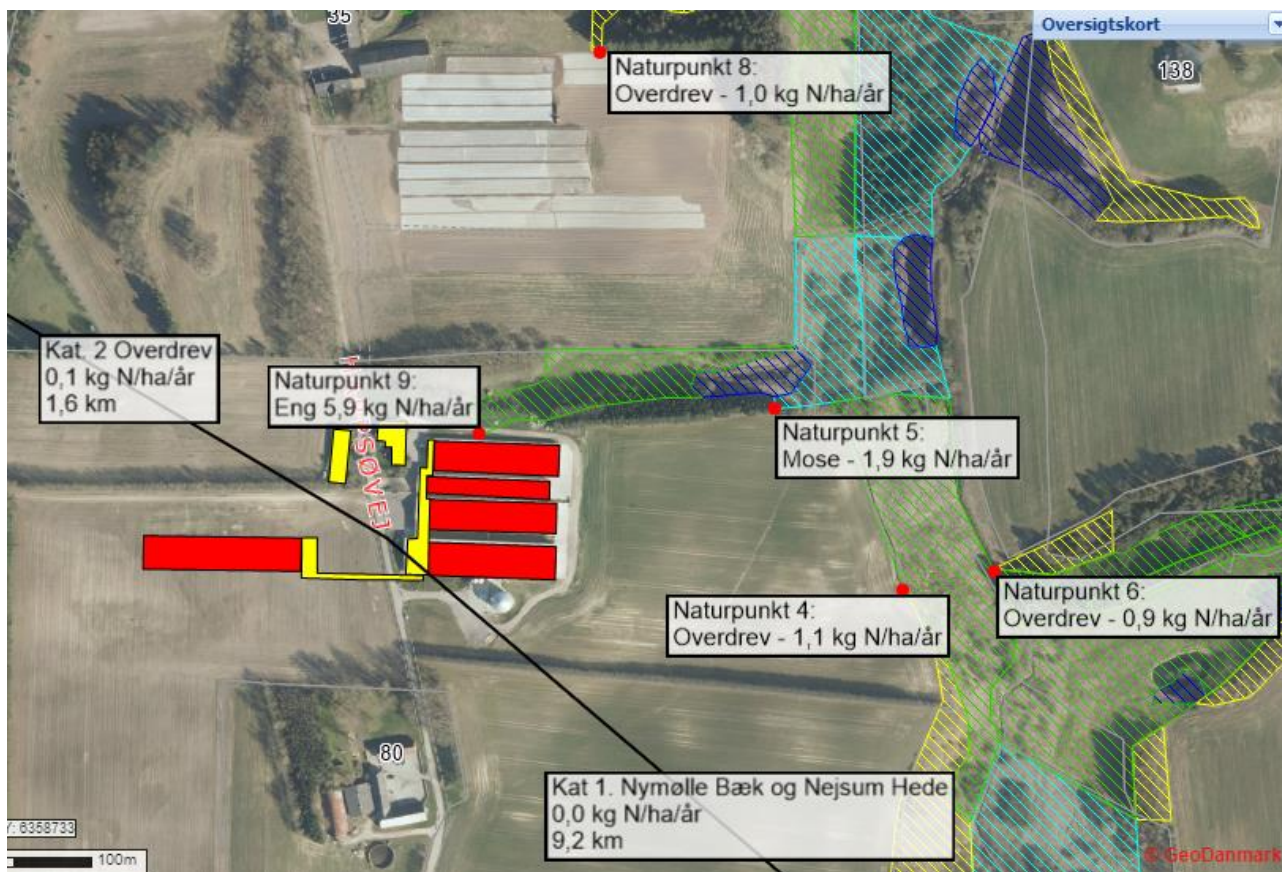 35
Oversigtskort
138
Naturpunkt 8:
Overdrev - 1,0 kg N/ha/år
Kat. 2 Overdrev
0,1 kg N/ha/år
1,6 km
Naturpunkt 9:
Eng 5,9 kg N/ha/år
Naturpunkt 5:
Mose - 1,9 kg N/ha/år
Naturpunkt 4:
Overdrev - 1,1 kg N/ha/år
Naturpunkt 6:
Overdrev - 0,9 kg N/ha/år
80
Kat 1. Nymølle Bæk og Nejsum Hede
0,0 kg N/ha/år
9,2 km
Y: 6358733
100m
© GeoDanmark